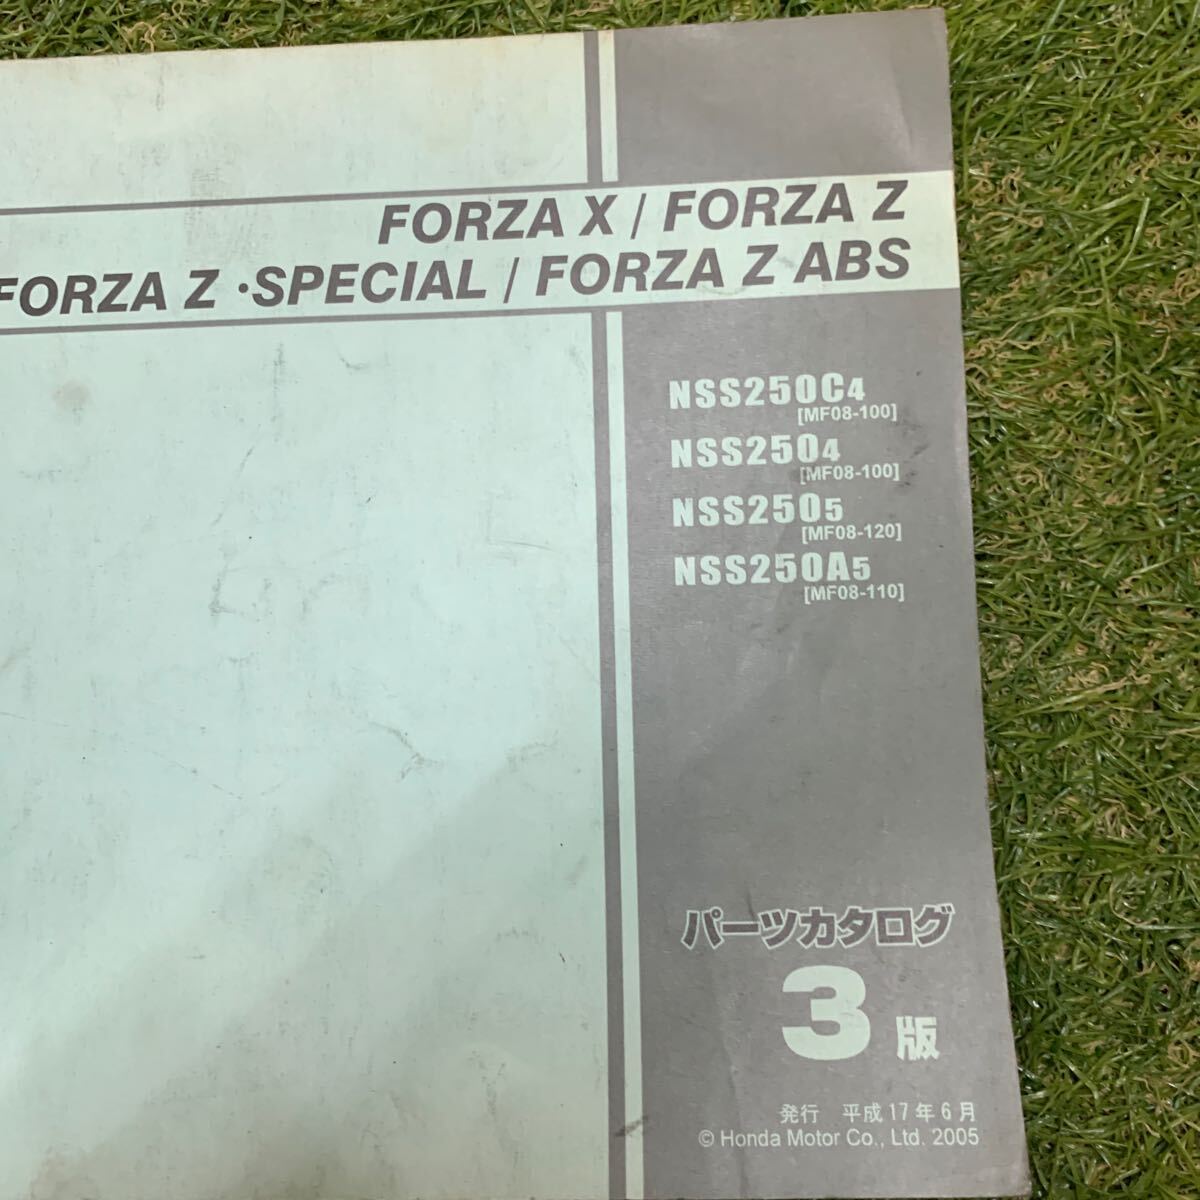 FORZA X / FORZA Z
FORZA Z ・SPECIAL / FORZA Z ABS
NSS250C4
[MF08-100]
NSS2504
[MF08-100]
NSS2505
[MF08-120]
NSS250A5
[MF08-110]
パーツカタログ
3版
発行 平成17年6月
© Honda Motor Co., Ltd. 2005